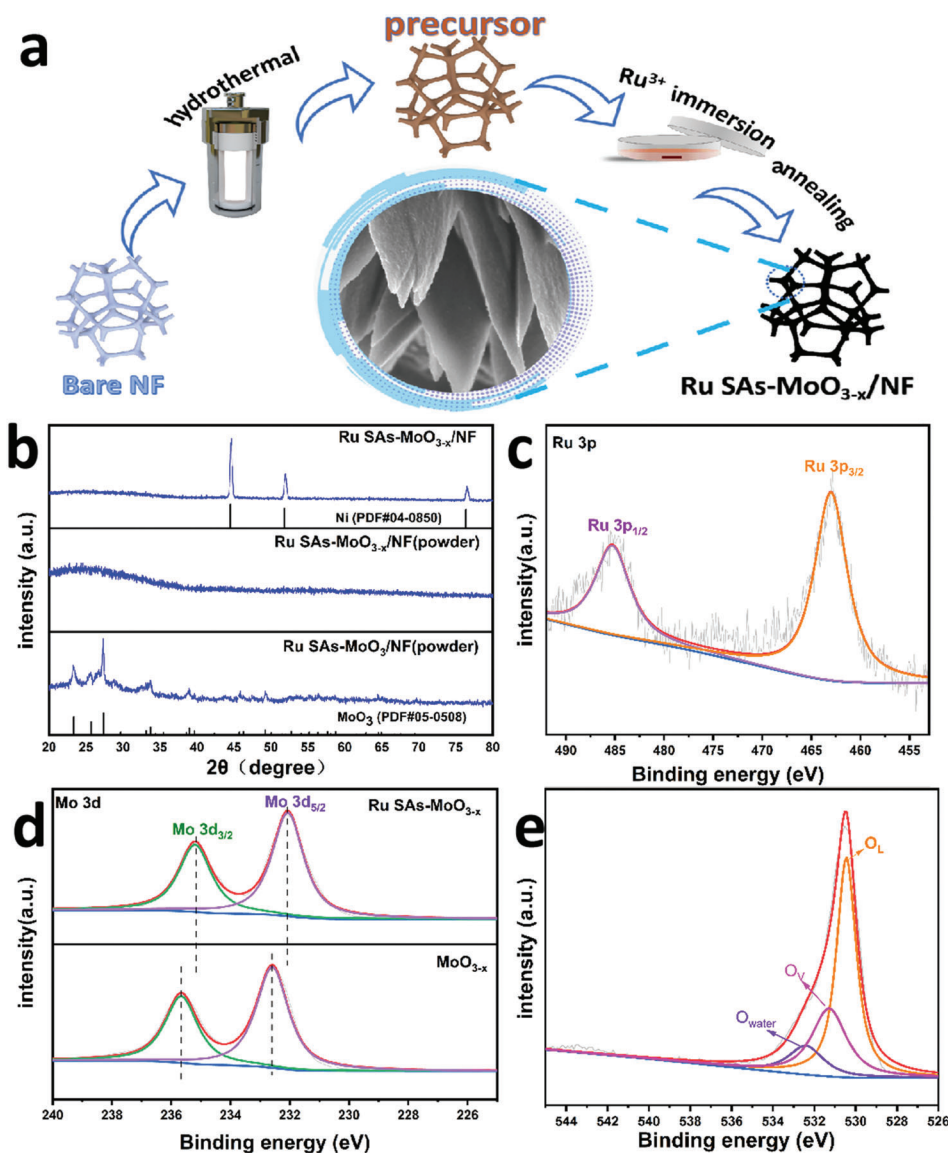 a
precursor
hydrothermal
Ru³⁺ immersion
annealing
Bare NF
Ru SAs-MoO₃₋ₓ/NF
b
Ru SAs-MoO₃₋ₓ/NF
Ni (PDF#04-0850)
Ru SAs-MoO₃₋ₓ/NF(powder)
Ru SAs-MoO₃/NF(powder)
MoO₃ (PDF#05-0508)
intensity (a.u.)
20 25 30 35 40 45 50 55 60 65 70 75 80
2θ (degree)
c
Ru 3p
Ru 3p₃/₂
Ru 3p₁/₂
intensity(a.u.)
490 485 480 475 470 465 460 455
Binding energy (eV)
d
Mo 3d
Mo 3d₅/₂
Ru SAs-MoO₃₋ₓ
Mo 3d₃/₂
MoO₃₋ₓ
intensity(a.u.)
240 238 236 234 232 230 228 226
Binding energy (eV)
e
O_L
O_V
O_water
intensity (a.u.)
544 542 540 538 536 534 532 530 528 526
Binding energy (eV)